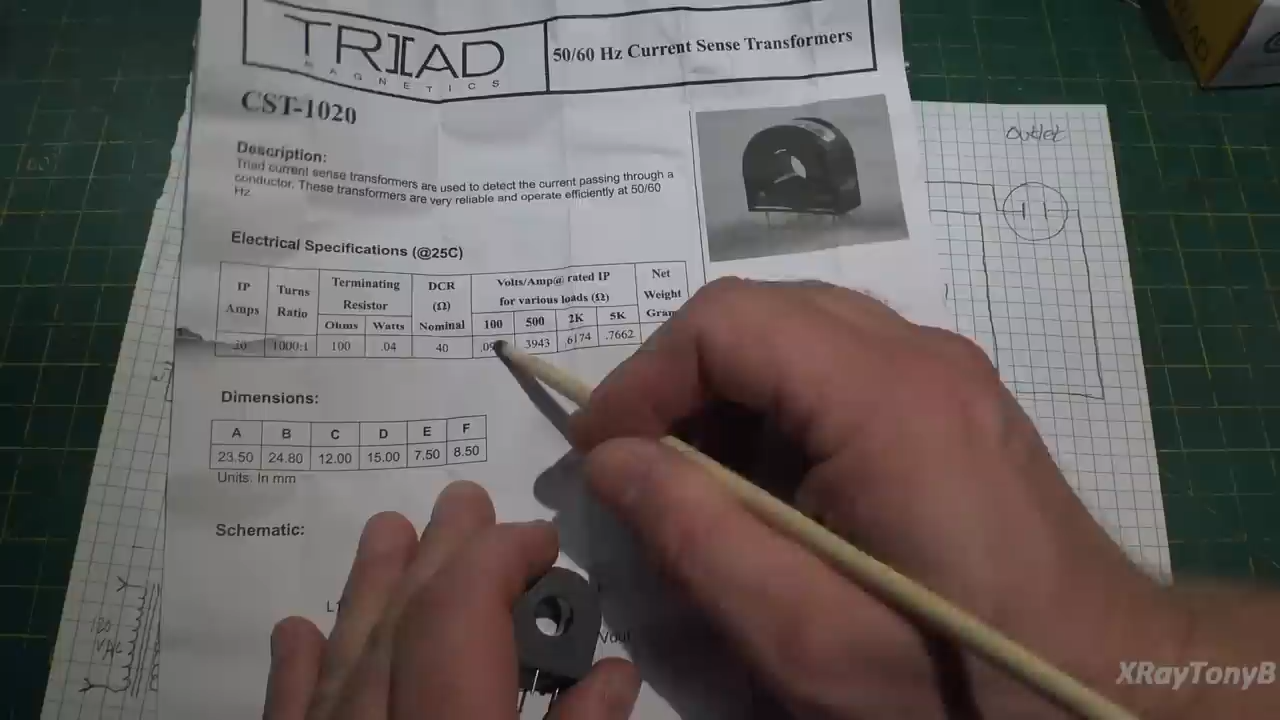 TRIAD
MAGNETICS
50/60 Hz Current Sense Transformers
CST-1020
Description:
Triad current sense transformers are used to detect the current passing through a
conductor. These transformers are very reliable and operate efficiently at 50/60
Hz.
Electrical Specifications (@25C)
IP Amps Turns Ratio Terminating Resistor DCR (Ω) Nominal Volts/Amp@ rated IP for various loads (Ω) Net Weight
Ohms Watts 100 500 2K 5K
20 1000:1 100 .04 40 3943 .6174 .7662
Dimensions:
A B C D E F
23.50 24.80 12.00 15.00 7.50 8.50
Units. In mm
Schematic:
Vout
outlet
120
VAC
TRIAD
XRayTonyB